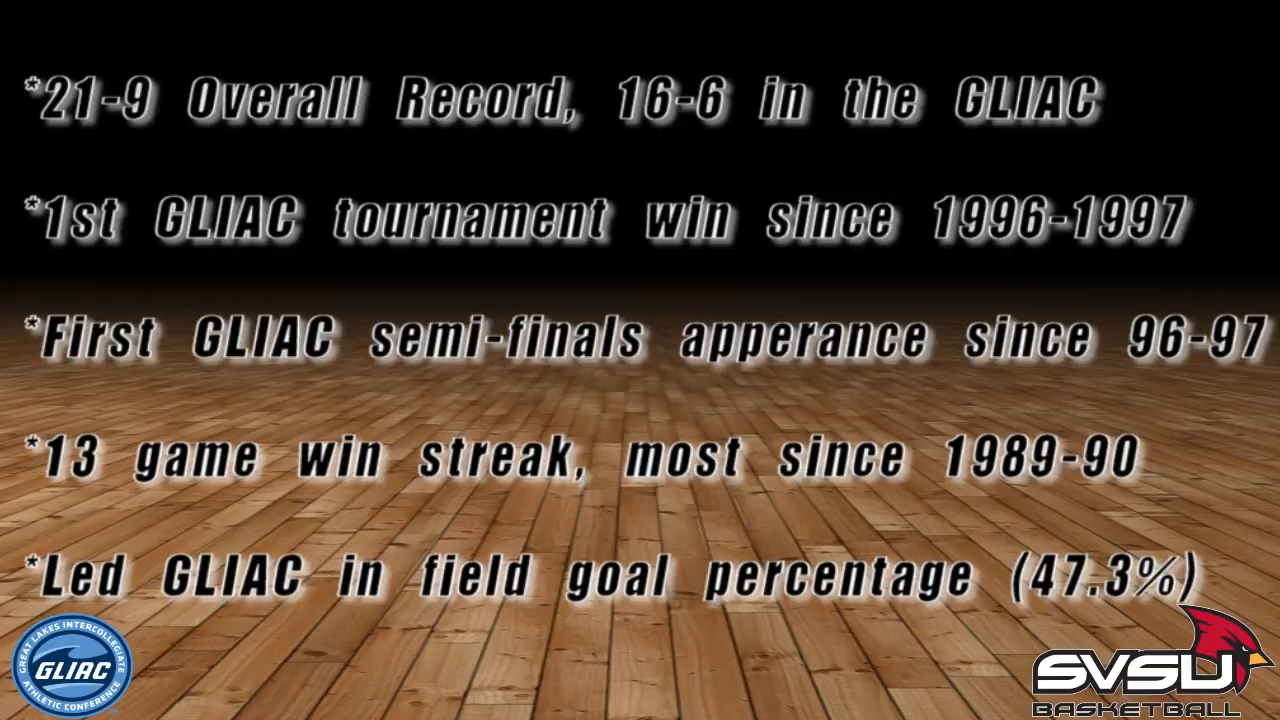 *21-9 Overall Record, 16-6 in the GLIAC
*1st GLIAC tournament win since 1996-1997
*First GLIAC semi-finals apperance since 96-97
*13 game win streak, most since 1989-90
*Led GLIAC in field goal percentage (47.3%)
GREAT LAKES INTERCOLLEGIATE
GLIAC
ATHLETIC CONFERENCE
SVSU
BASKETBALL